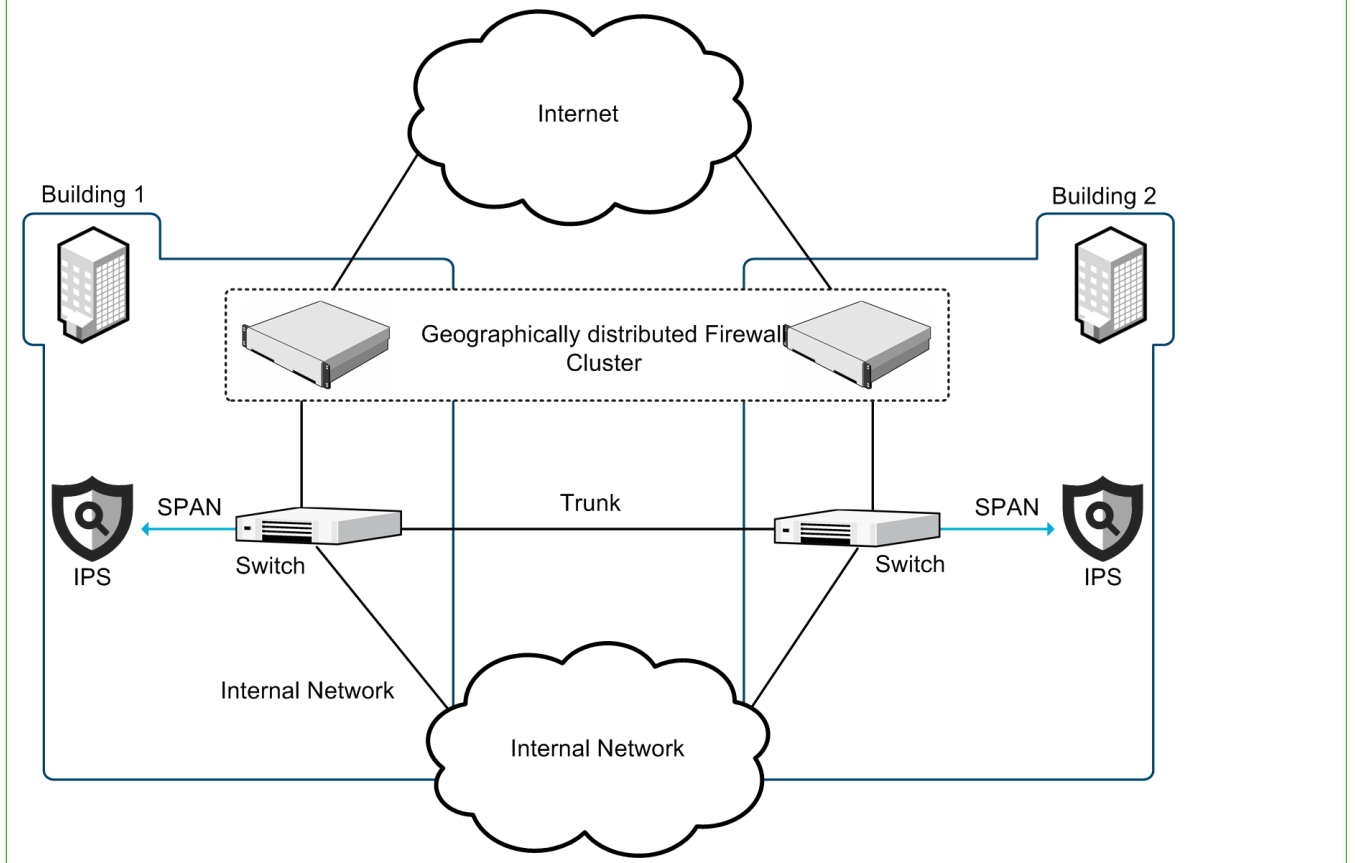 Internet
Building 1
Building 2
Geographically distributed Firewall
Cluster
SPAN
Trunk
SPAN
IPS
Switch
Switch
IPS
Internal Network
Internal Network